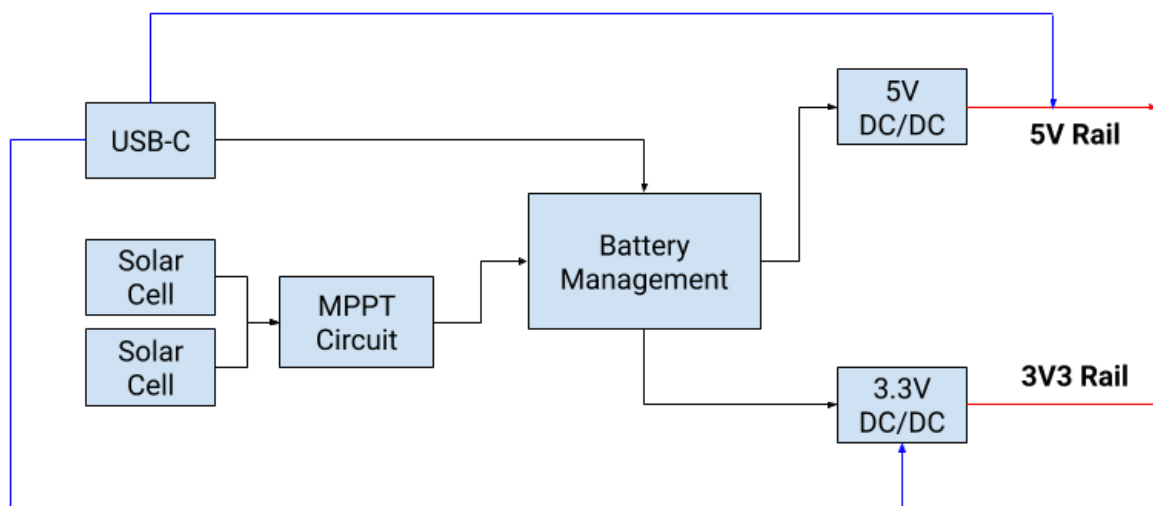 USB-C
Solar
Cell
Solar
Cell
MPPT
Circuit
Battery
Management
5V
DC/DC
5V Rail
3.3V
DC/DC
3V3 Rail